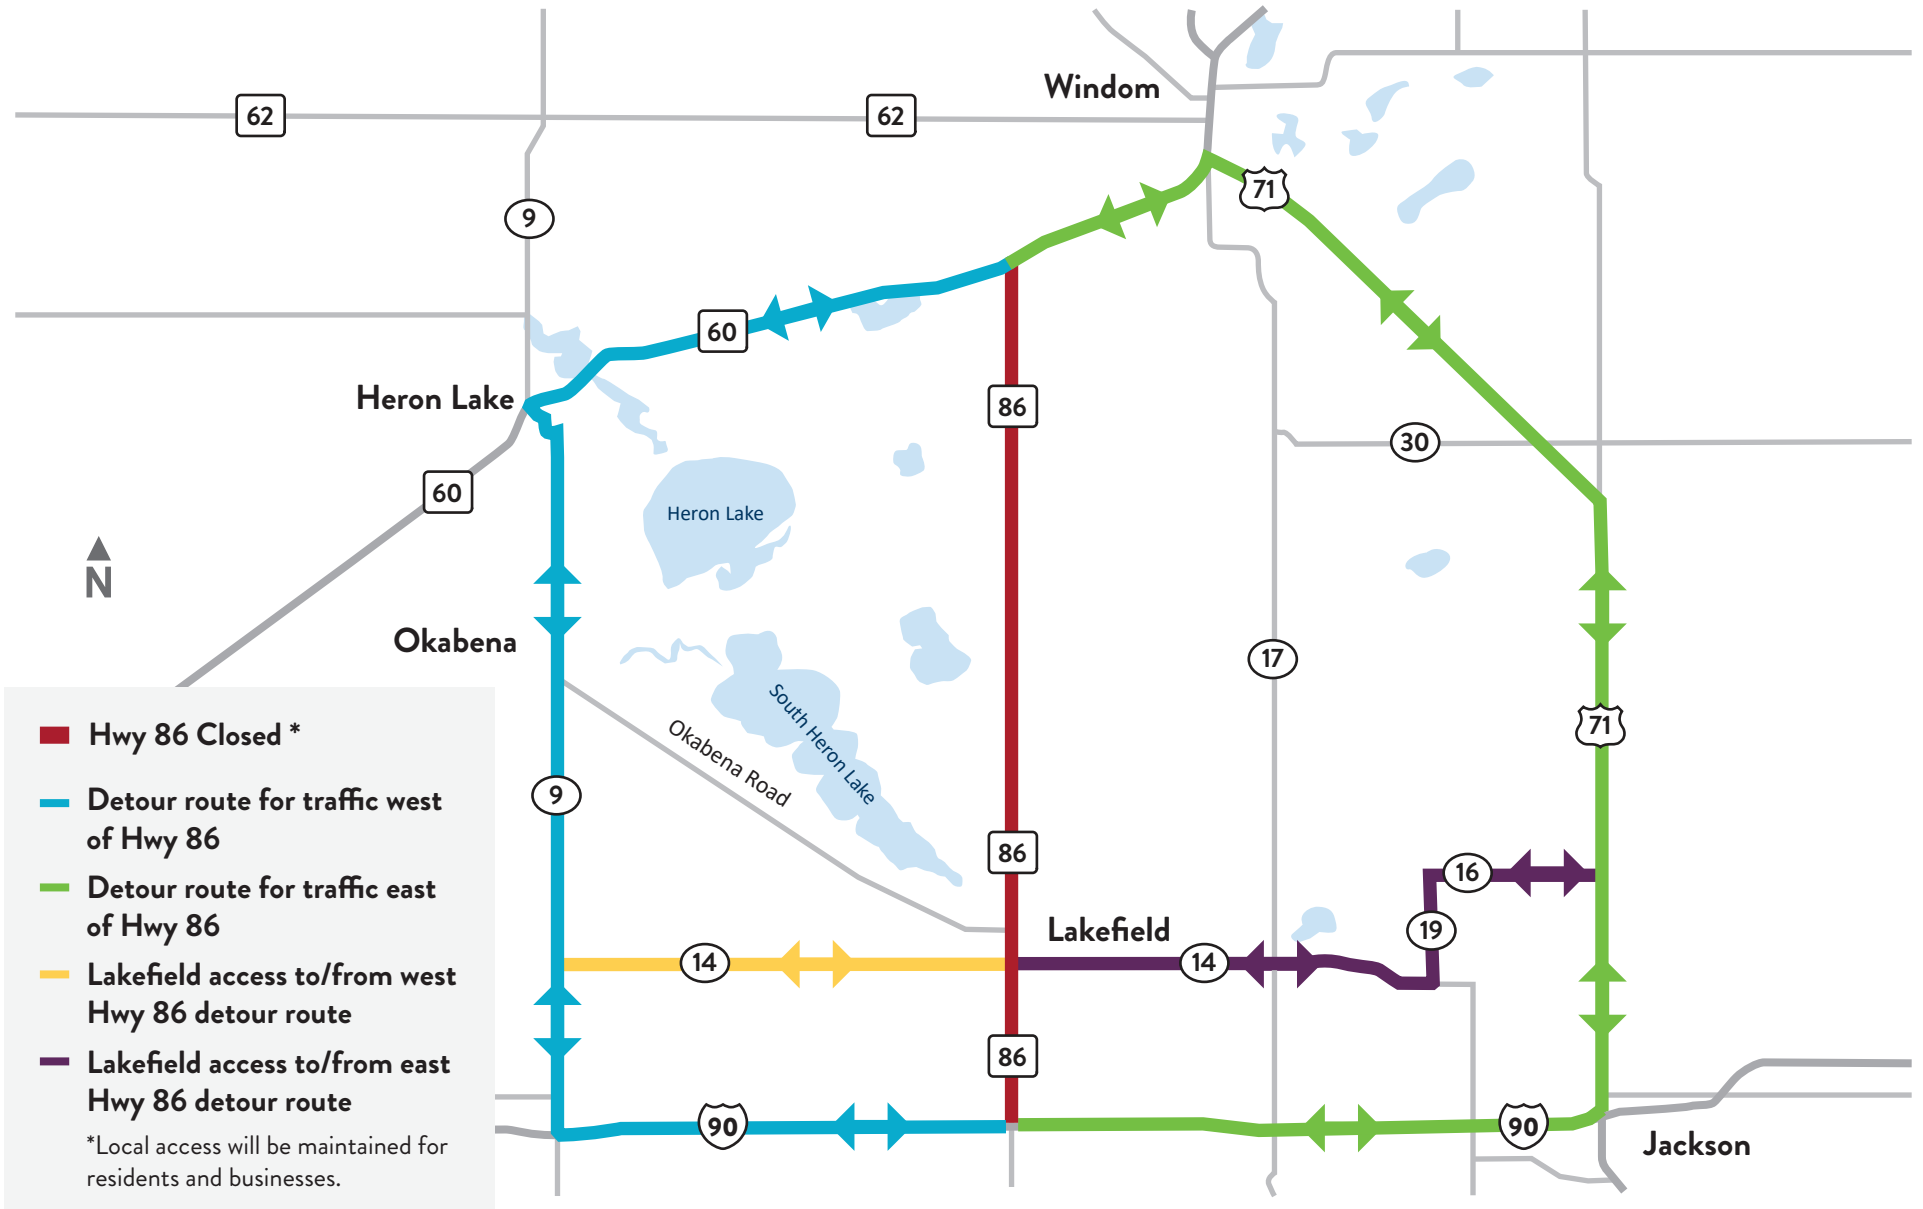 Windom
62
62
71
9
60
86
Heron Lake
30
60
Heron Lake
N
Okabena
17
South Heron Lake
71
Okabena Road
9
86
16
Lakefield
19
14
14
86
90
90
Jackson
Hwy 86 Closed *
Detour route for traffic west
of Hwy 86
Detour route for traffic east
of Hwy 86
Lakefield access to/from west
Hwy 86 detour route
Lakefield access to/from east
Hwy 86 detour route
*Local access will be maintained for
residents and businesses.